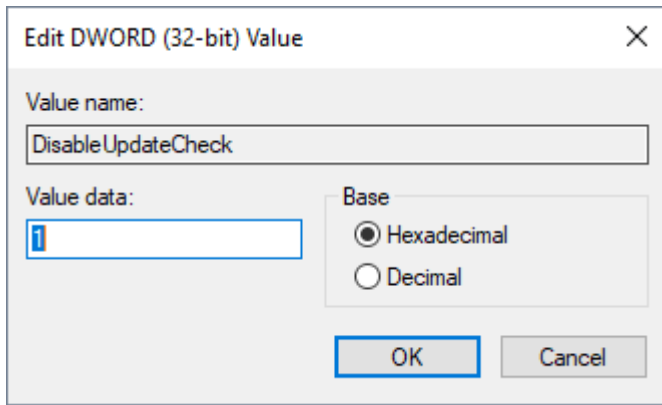 Edit DWORD (32-bit) Value
Value name:
DisableUpdateCheck
Value data:
1
Base
Hexadecimal
Decimal
OK
Cancel